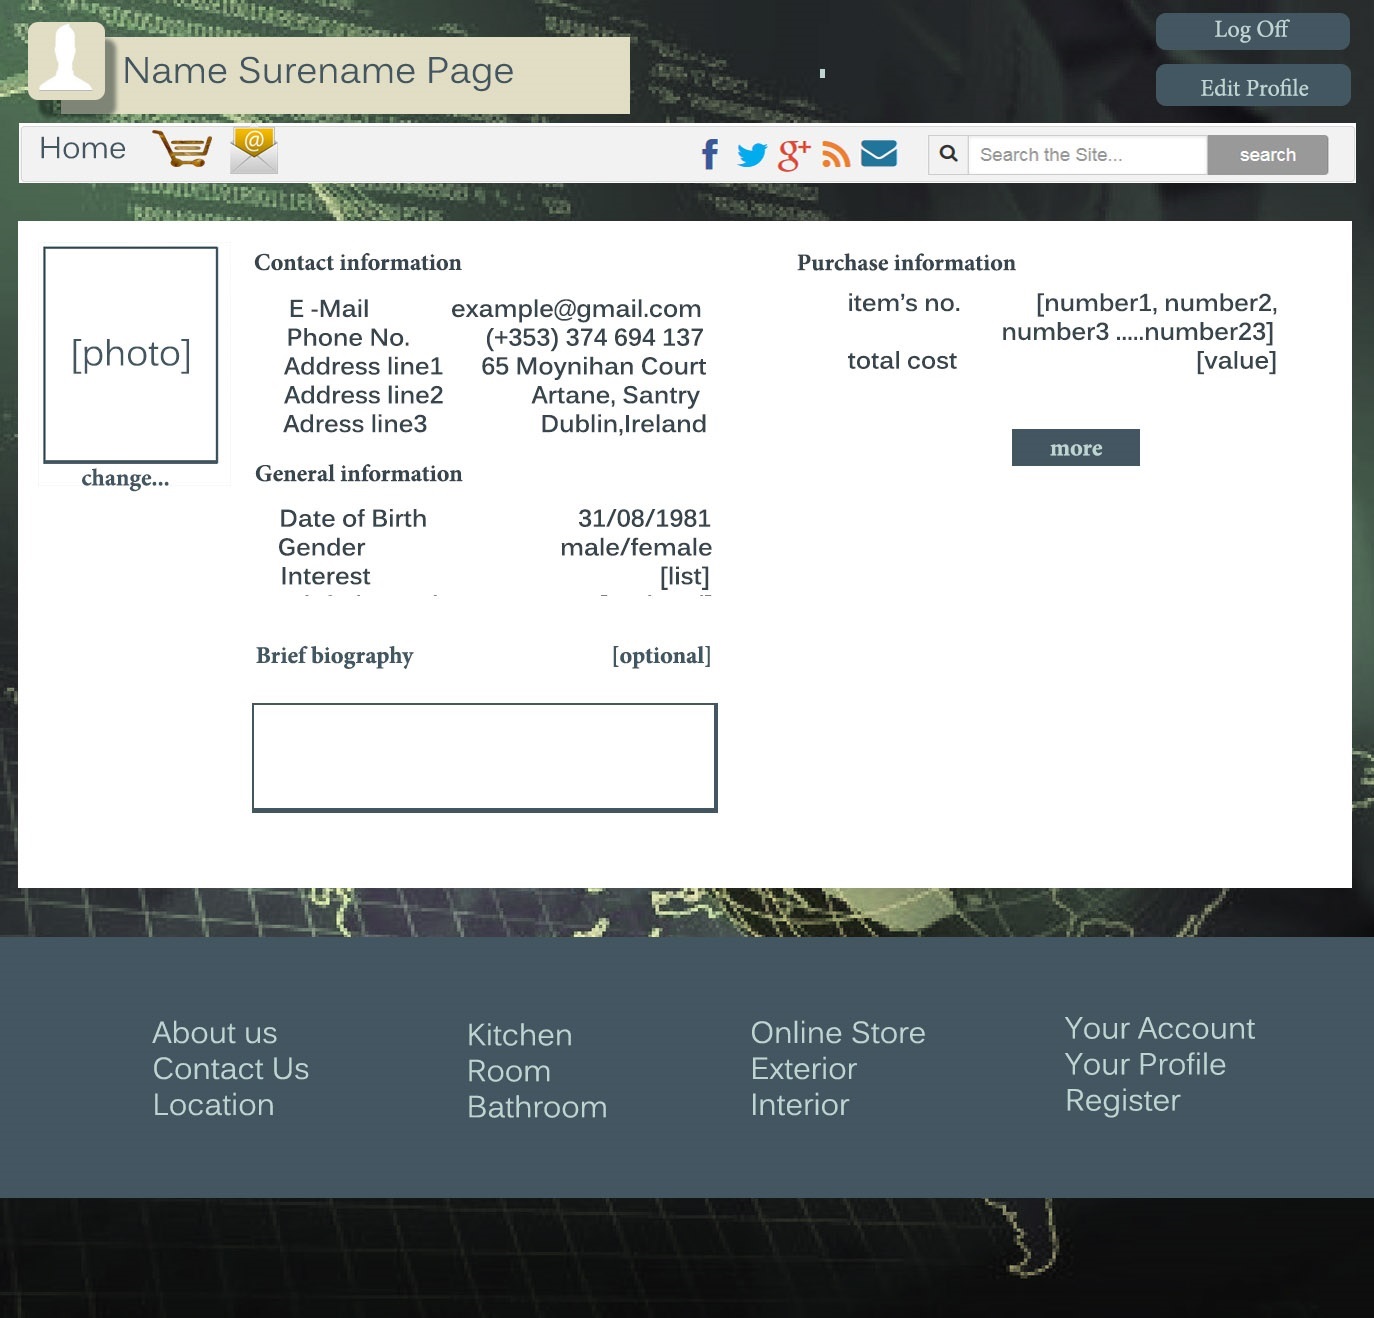 Log Off
Name Surename Page
Edit Profile
Home
@
f
g+
Search the Site...
search
[photo]
change...
Contact information
E -Mail example@gmail.com
Phone No. (+353) 374 694 137
Address line1 65 Moynihan Court
Address line2 Artane, Santry
Adress line3 Dublin,Ireland
General information
Date of Birth 31/08/1981
Gender male/female
Interest [list]
Brief biography [optional]
Purchase information
item’s no. [number1, number2,
number3 .....number23]
total cost [value]
more
About us
Contact Us
Location
Kitchen
Room
Bathroom
Online Store
Exterior
Interior
Your Account
Your Profile
Register